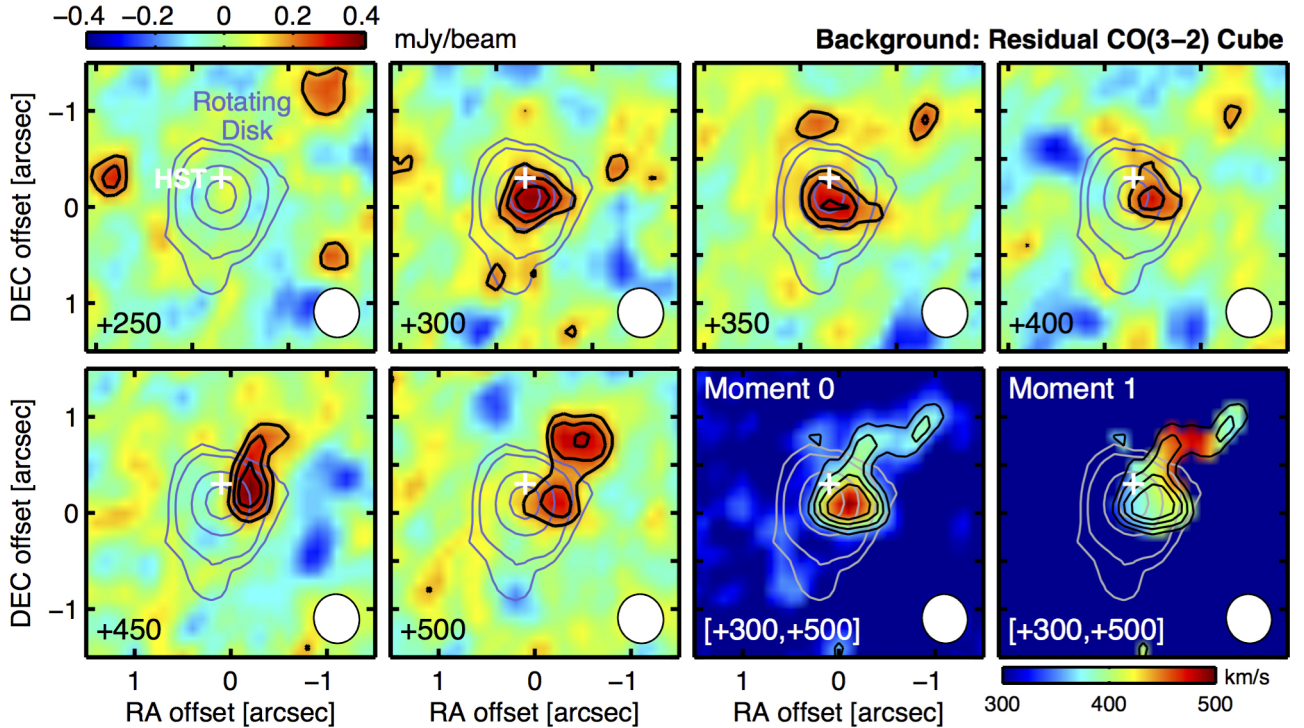 −0.4 −0.2 0 0.2 0.4 mJy/beam Background: Residual CO(3−2) Cube
Rotating
Disk
HST
−1
0
1
DEC offset [arcsec]
+250
+300
+350
+400
Moment 0
Moment 1
1
0
−1
DEC offset [arcsec]
+450
+500
[+300,+500]
[+300,+500]
1 0 −1
1 0 −1
1 0 −1
300 400 500 km/s
RA offset [arcsec]
RA offset [arcsec]
RA offset [arcsec]